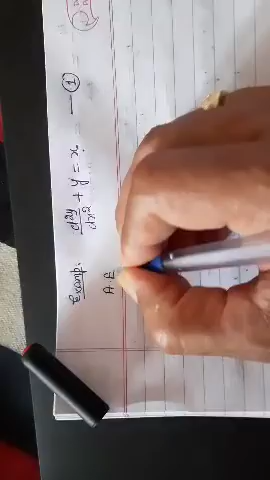 Examp. d²y/dx² + y = x — ①
A.E